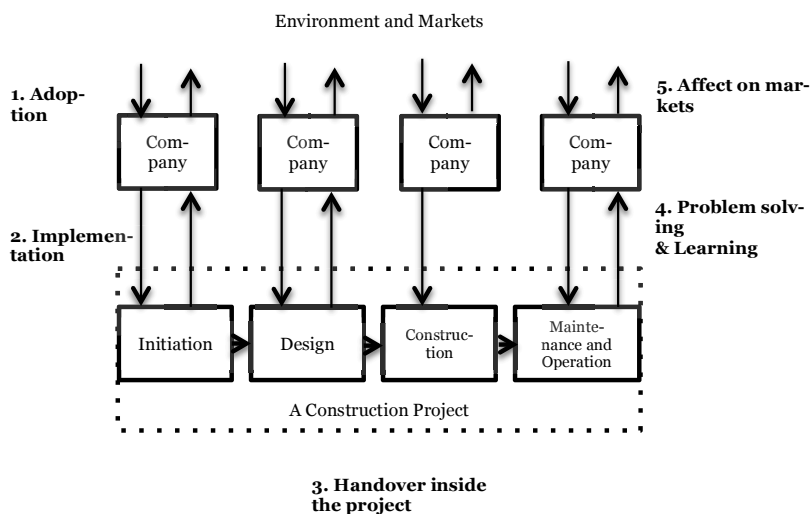 Environment and Markets
1. Adop-
tion
5. Affect on mar-
kets
Com-
pany
Com-
pany
Com-
pany
Com-
pany
2. Implemen-
tation
4. Problem solv-
ing
& Learning
Initiation
Design
Construc-
tion
Mainte-
nance and
Operation
A Construction Project
3. Handover inside
the project